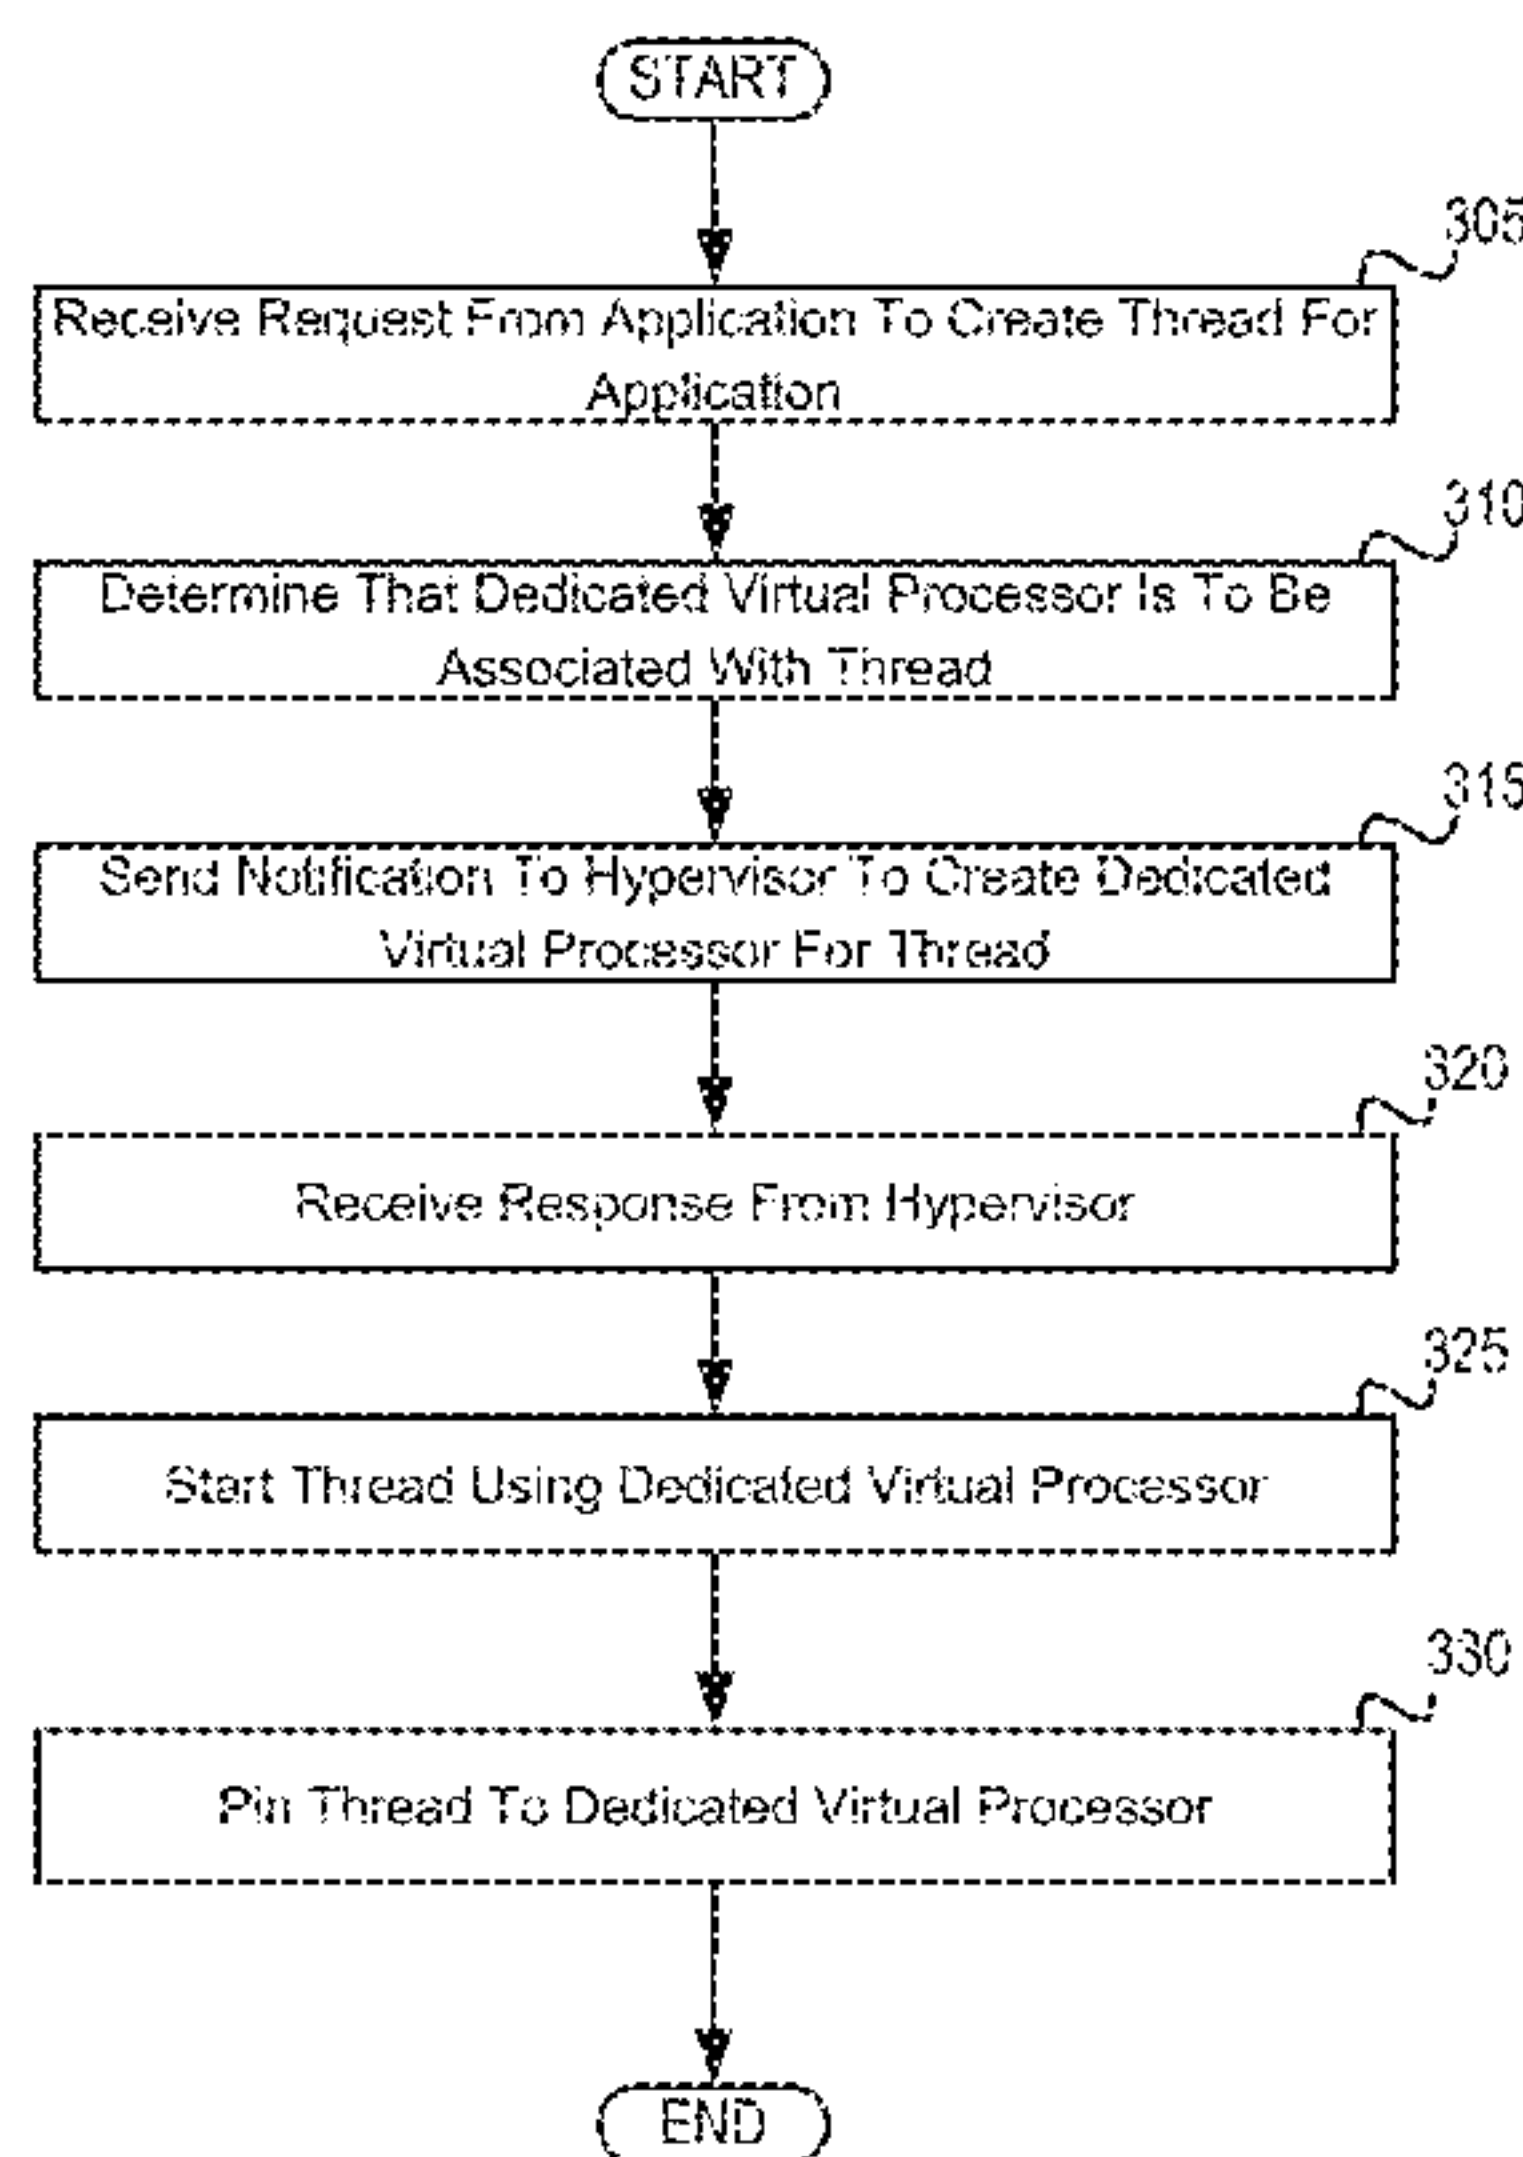 START
305
Receive Request From Application To Create Thread For
Application
310
Determine That Dedicated Virtual Processor Is To Be
Associated With Thread
315
Send Notification To Hypervisor To Create Dedicated
Virtual Processor For Thread
320
Receive Response From Hypervisor
325
Start Thread Using Dedicated Virtual Processor
330
Pin Thread To Dedicated Virtual Processor
END